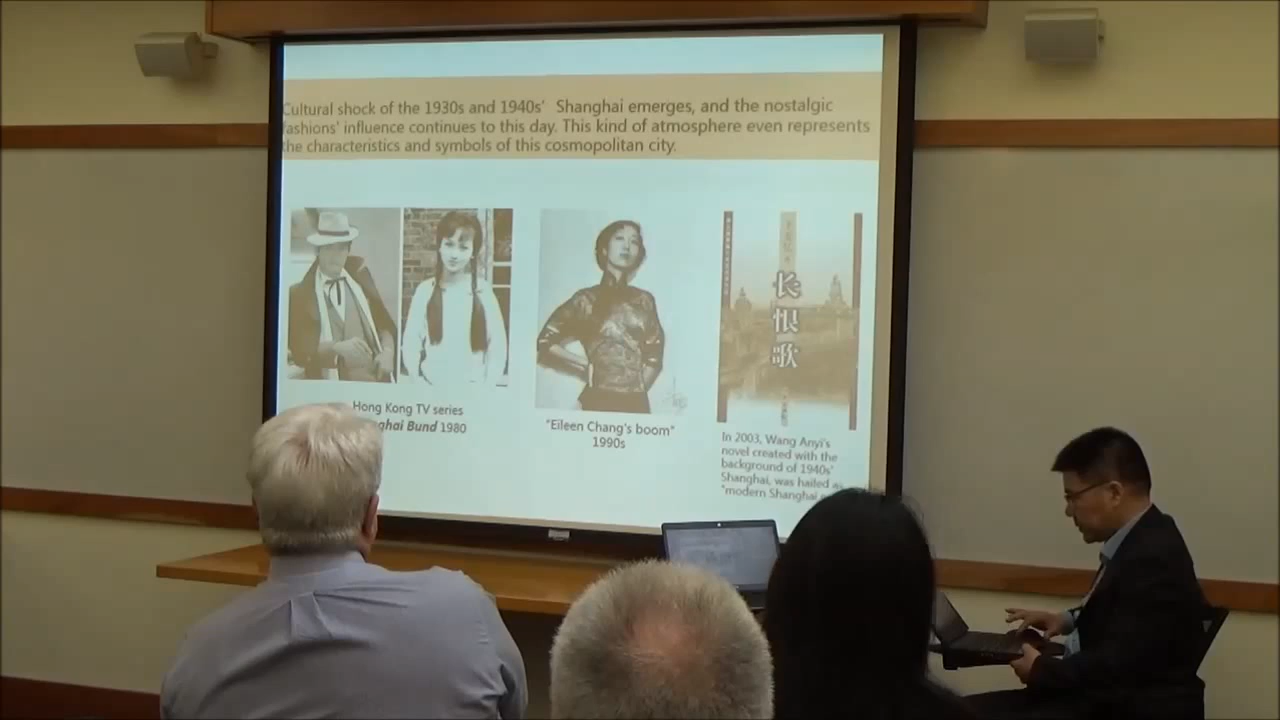 Cultural shock of the 1930s and 1940s' Shanghai emerges, and the nostalgic
fashions' influence continues to this day. This kind of atmosphere even represents
the characteristics and symbols of this cosmopolitan city.
Hong Kong TV series
ghai Bund 1980
"Eileen Chang's boom"
1990s
长
恨
歌
In 2003, Wang Anyi's
novel created with the
background of 1940s'
Shanghai, was hailed
"modern Shanghai